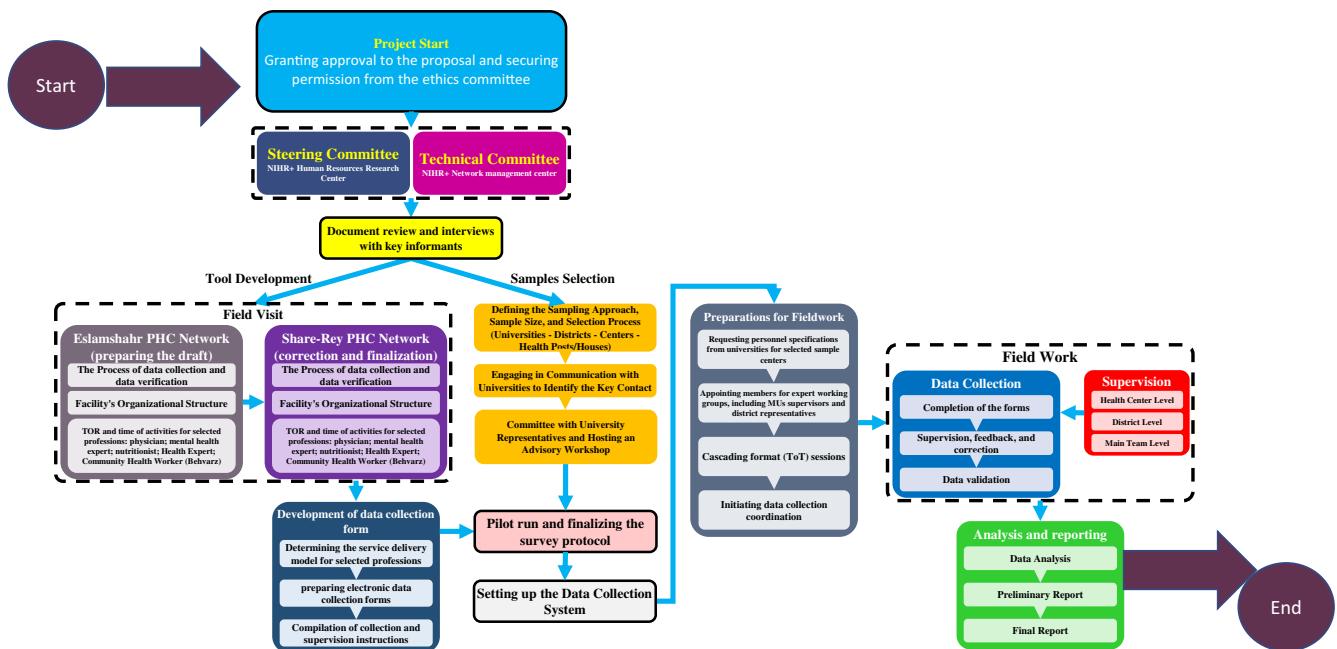 Start
Project Start
Granting approval to the proposal and securing
permission from the ethics committee
Steering Committee
NIHR+ Human Resources Research
Center
Technical Committee
NIHR+ Network management center
Document review and interviews
with key informants
Tool Development
Samples Selection
Field Visit
Eslamshahr PHC Network
(preparing the draft)
The Process of data collection and
data verification
Facility's Organizational Structure
TOR and time of activities for selected
professions: physician; mental health
expert; nutritionist; Health Expert;
Community Health Worker (Behvarz)
Share-Rey PHC Network
(correction and finalization)
The Process of data collection and
data verification
Facility's Organizational Structure
TOR and time of activities for selected
professions: physician; mental health
expert; nutritionist; Health Expert;
Community Health Worker (Behvarz)
Development of data collection
form
Determining the service delivery
model for selected professions
preparing electronic data
collection forms
Compilation of collection and
supervision instructions
Defining the Sampling Approach,
Sample Size, and Selection Process
(Universities - Districts - Centers -
Health Posts/Houses)
Engaging in Communication with
Universities to Identify the Key Contact
Committee with University
Representatives and Hosting an
Advisory Workshop
Pilot run and finalizing the
survey protocol
Setting up the Data Collection
System
Preparations for Fieldwork
Requesting personnel specifications
from universities for selected sample
centers
Appointing members for expert working
groups, including MUs supervisors and
district representatives
Cascading format (ToT) sessions
Initiating data collection
coordination
Field Work
Data Collection
Completion of the forms
Supervision, feedback, and
correction
Data validation
Supervision
Health Center Level
District Level
Main Team Level
Analysis and reporting
Data Analysis
Preliminary Report
Final Report
End